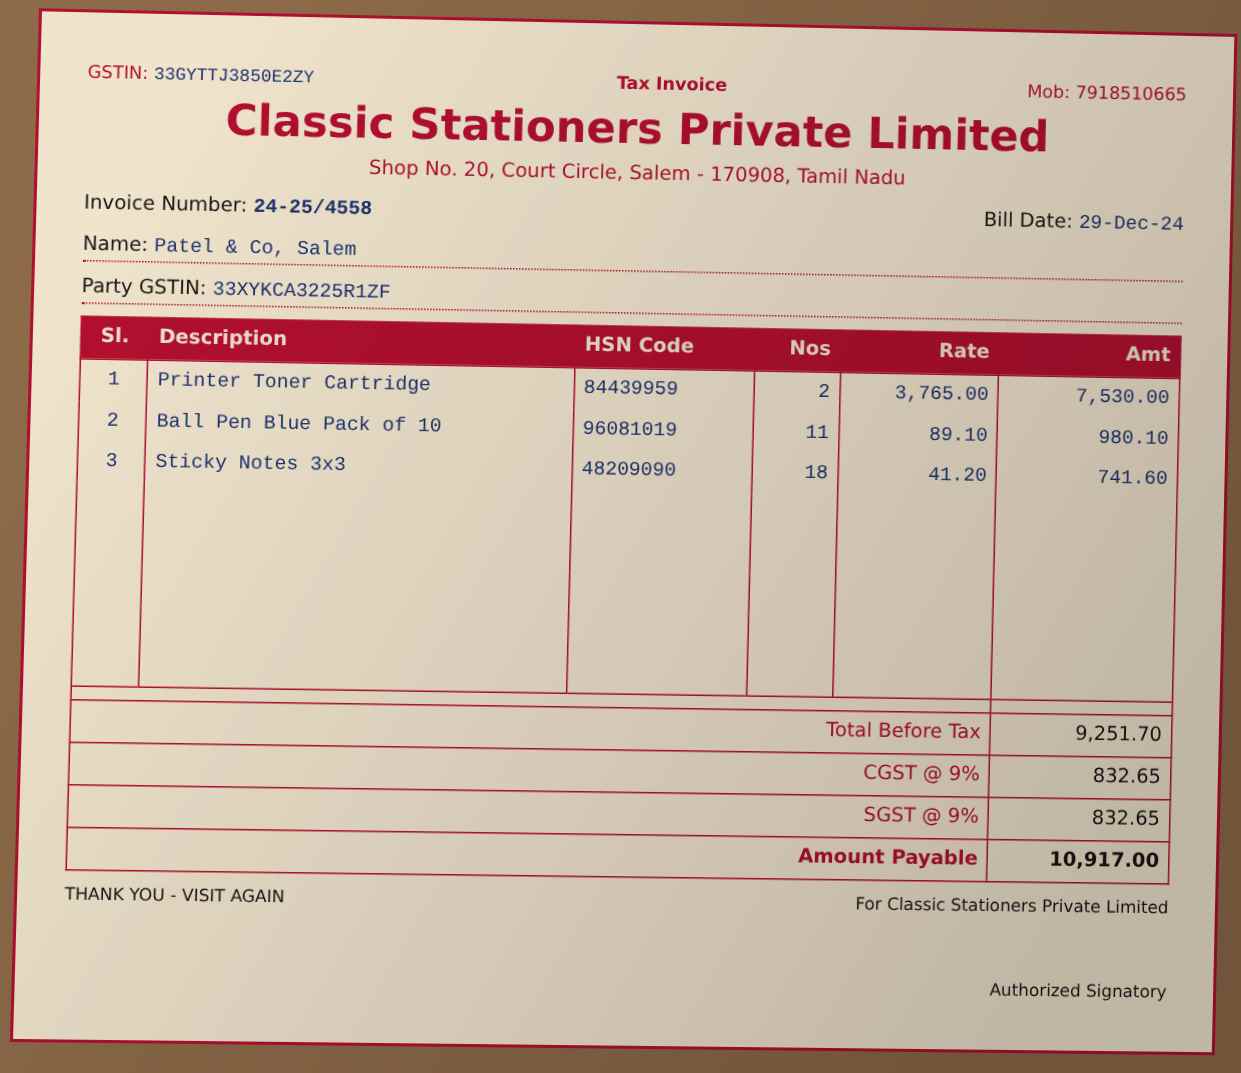 GSTIN: 33GYTTJ3850E2ZY Tax Invoice Mob: 7918510665
Classic Stationers Private Limited
Shop No. 20, Court Circle, Salem - 170908, Tamil Nadu
Invoice Number: 24-25/4558 Bill Date: 29-Dec-24
Name: Patel & Co, Salem
Party GSTIN: 33XYKCA3225R1ZF
Sl. Description HSN Code Nos Rate Amt
1 Printer Toner Cartridge 84439959 2 3,765.00 7,530.00
2 Ball Pen Blue Pack of 10 96081019 11 89.10 980.10
3 Sticky Notes 3x3 48209090 18 41.20 741.60
Total Before Tax 9,251.70
CGST @ 9% 832.65
SGST @ 9% 832.65
Amount Payable 10,917.00
THANK YOU - VISIT AGAIN For Classic Stationers Private Limited
Authorized Signatory